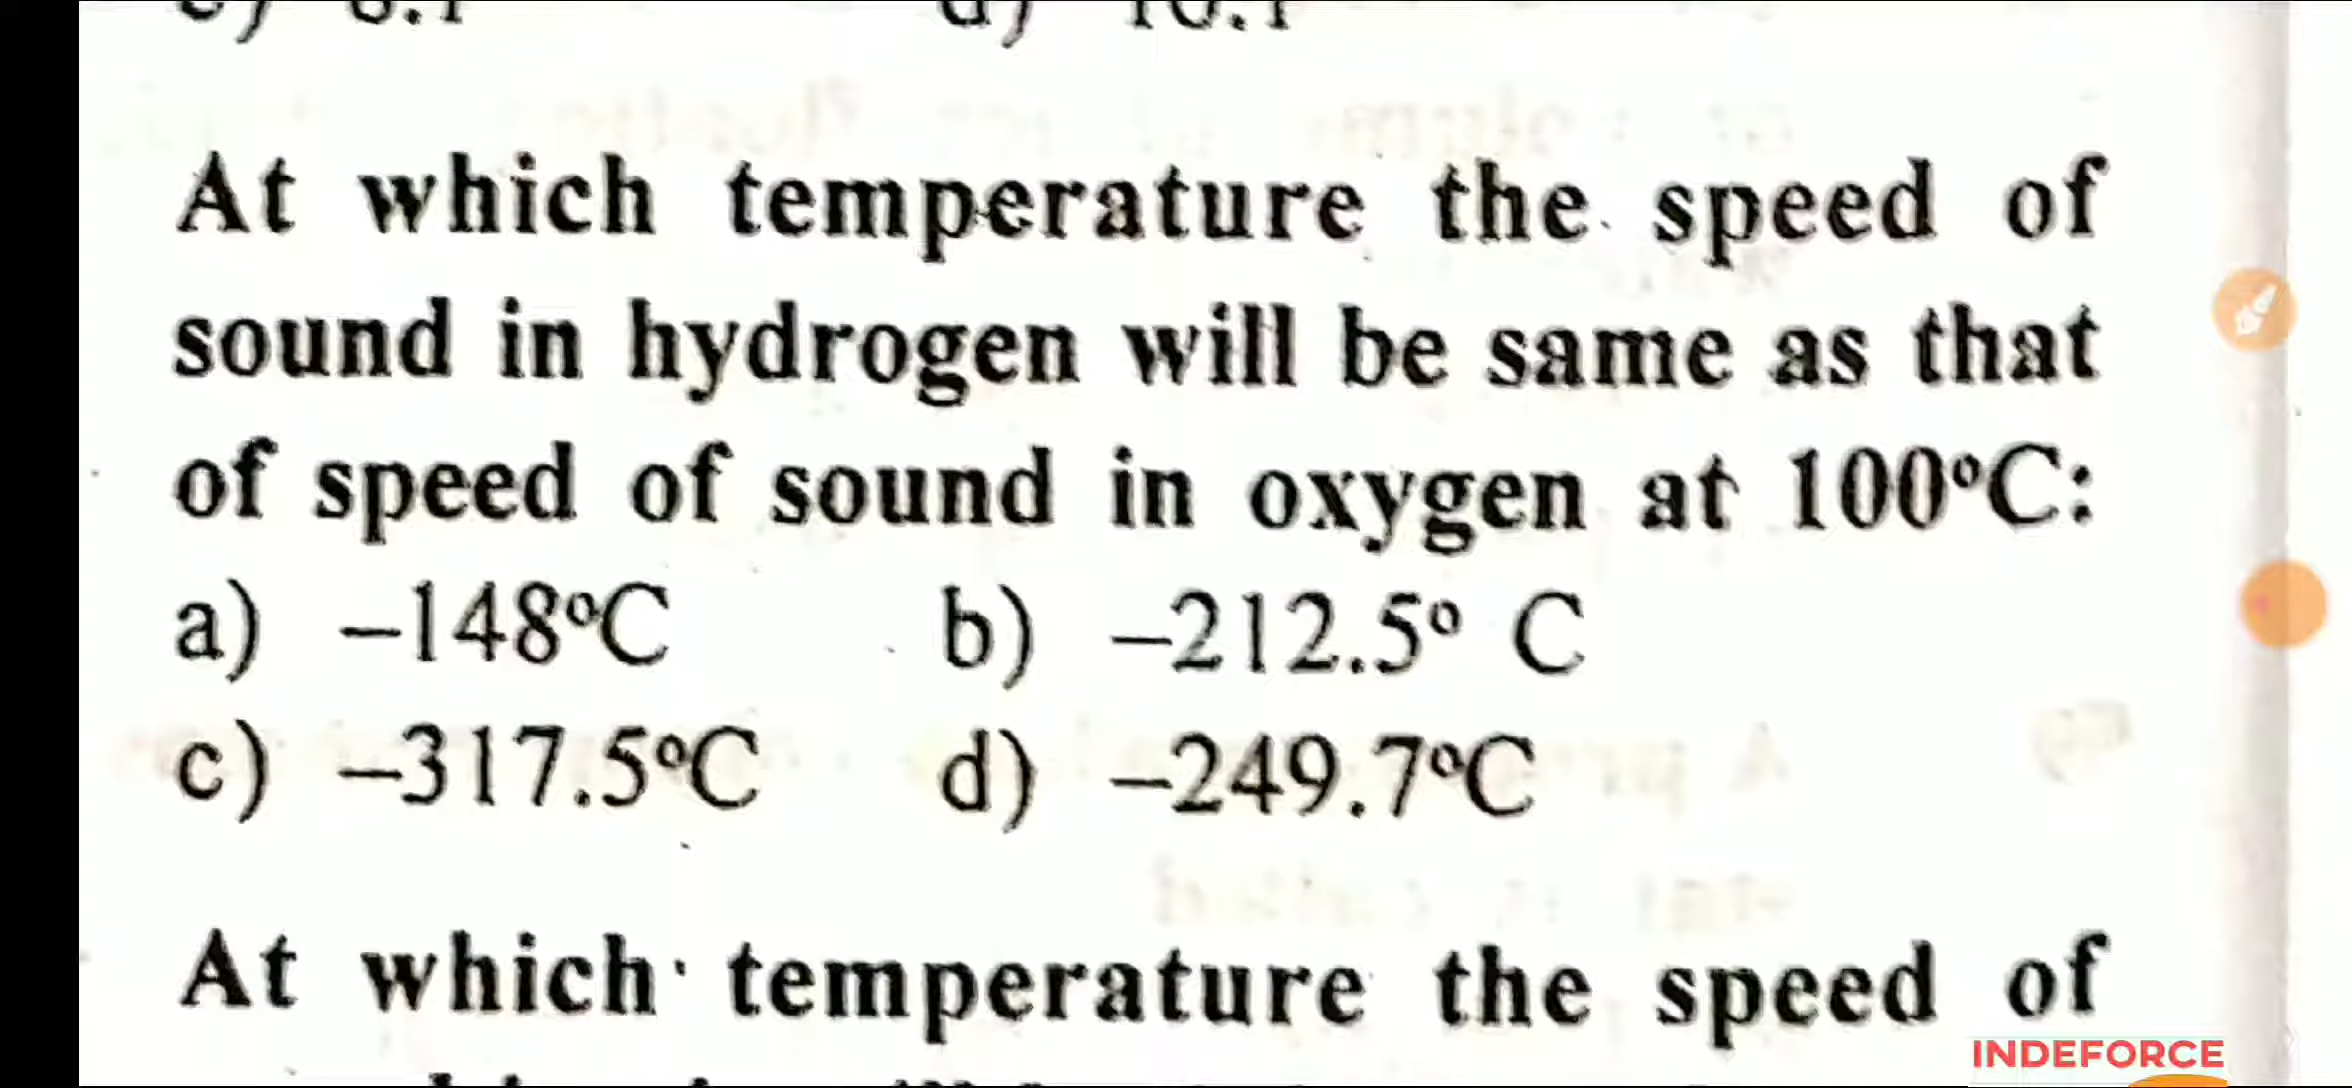 At which temperature the speed of
sound in hydrogen will be same as that
of speed of sound in oxygen at 100°C:
a) –148°C b) –212.5° C
c) –317.5°C d) –249.7°C
At which temperature the speed of
INDEFORCE